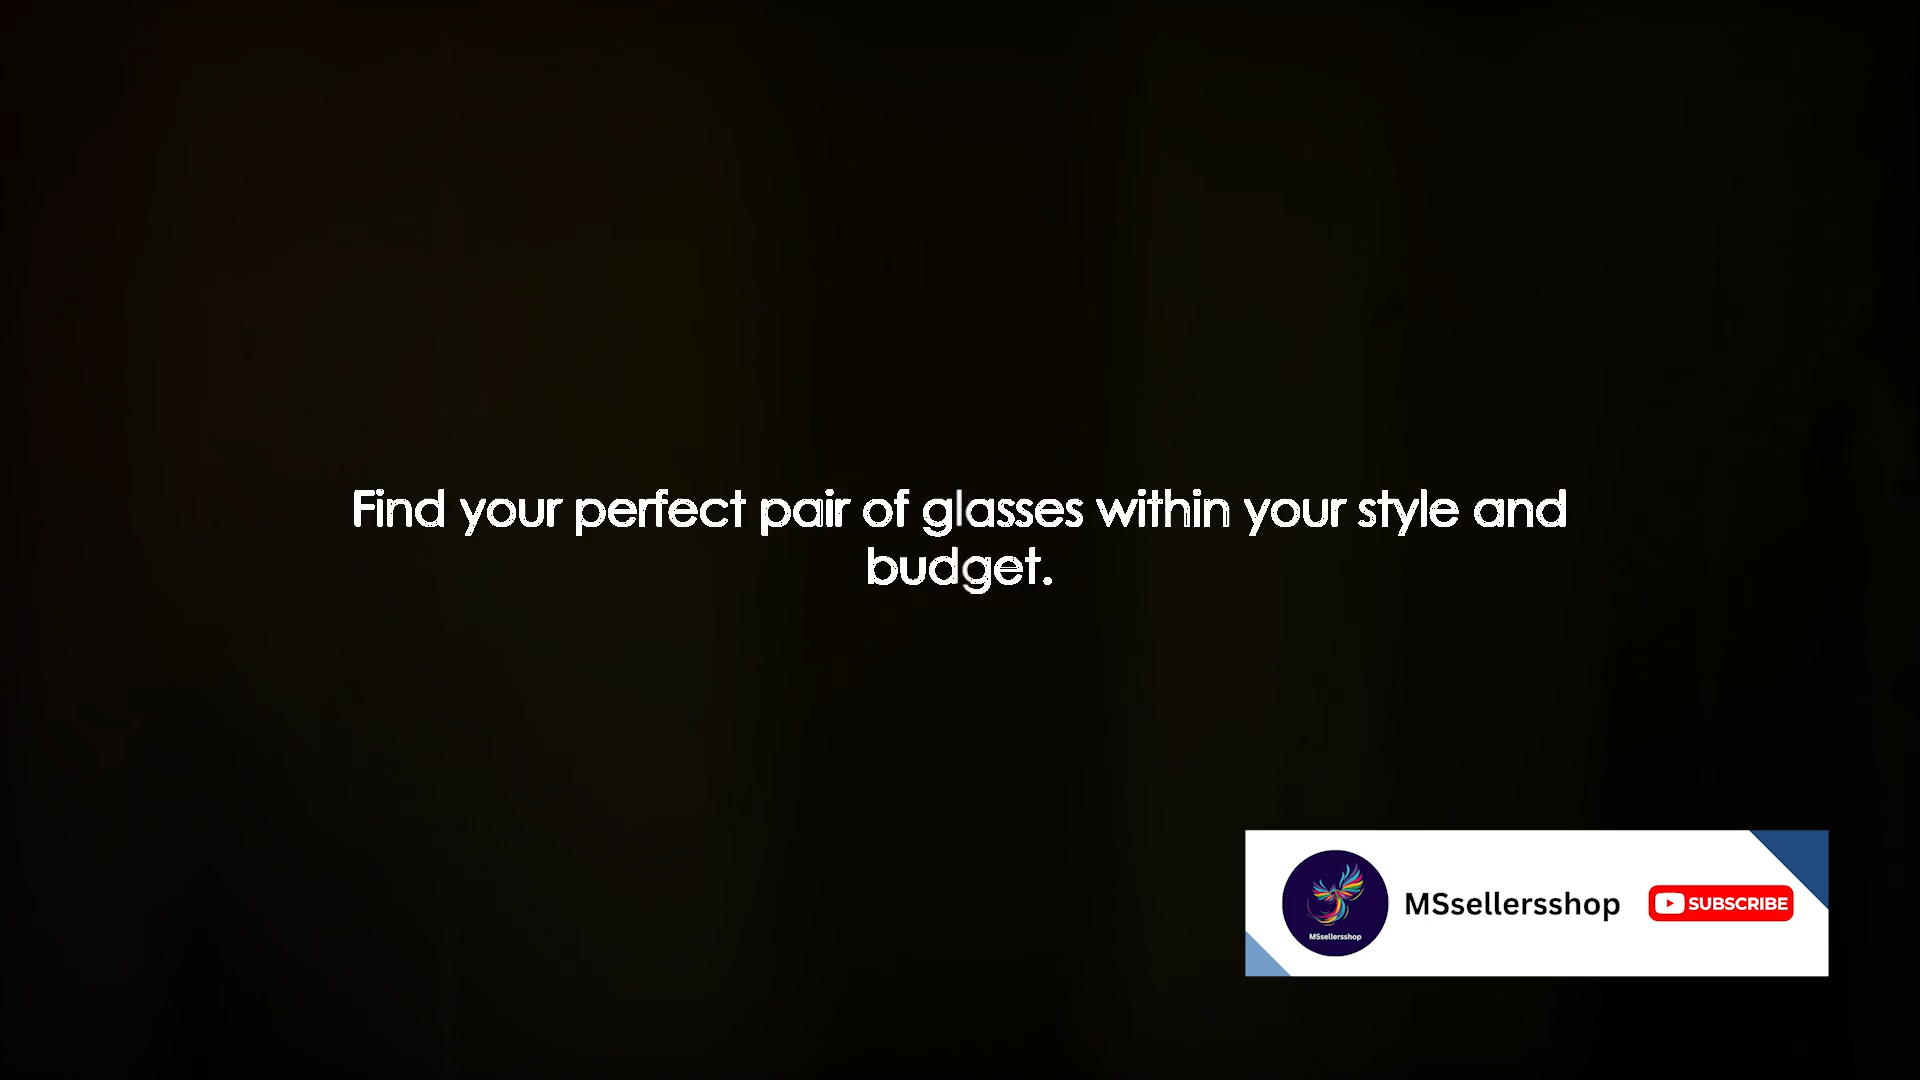 Find your perfect pair of glasses within your style and
budget.
MSsellersshop
MSsellersshop
SUBSCRIBE